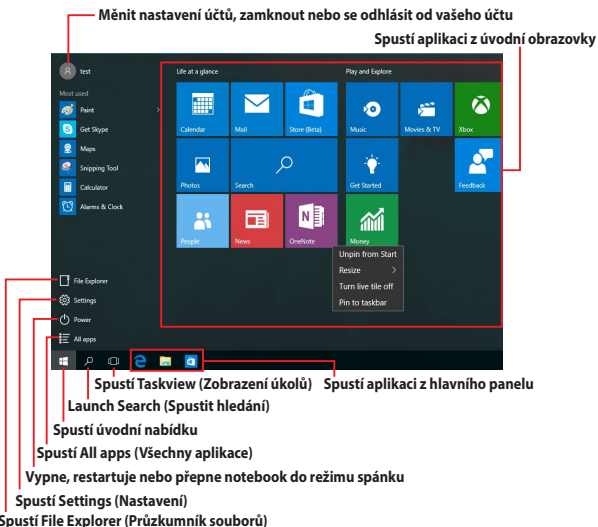 Měnit nastavení účtů, zamknout nebo se odhlásit od vašeho účtu
Spustí aplikaci z úvodní obrazovky
test
Life at a glance
Play and Explore
Most used
Paint
Get Skype
Maps
Snipping Tool
Calculator
Alarms & Clock
Calendar
Mail
Store (Beta)
Music
Movies & TV
Xbox
Photos
Search
Get Started
Feedback
People
News
N
OneNote
Money
Unpin from Start
Resize
Turn live tile off
Pin to taskbar
File Explorer
Settings
Power
All apps
Spustí Taskview (Zobrazení úkolů)
Spustí aplikaci z hlavního panelu
Launch Search (Spustit hledání)
Spustí úvodní nabídku
Spustí All apps (Všechny aplikace)
Vypne, restartuje nebo přepne notebook do režimu spánku
Spustí Settings (Nastavení)
Spustí File Explorer (Průzkumník souborů)